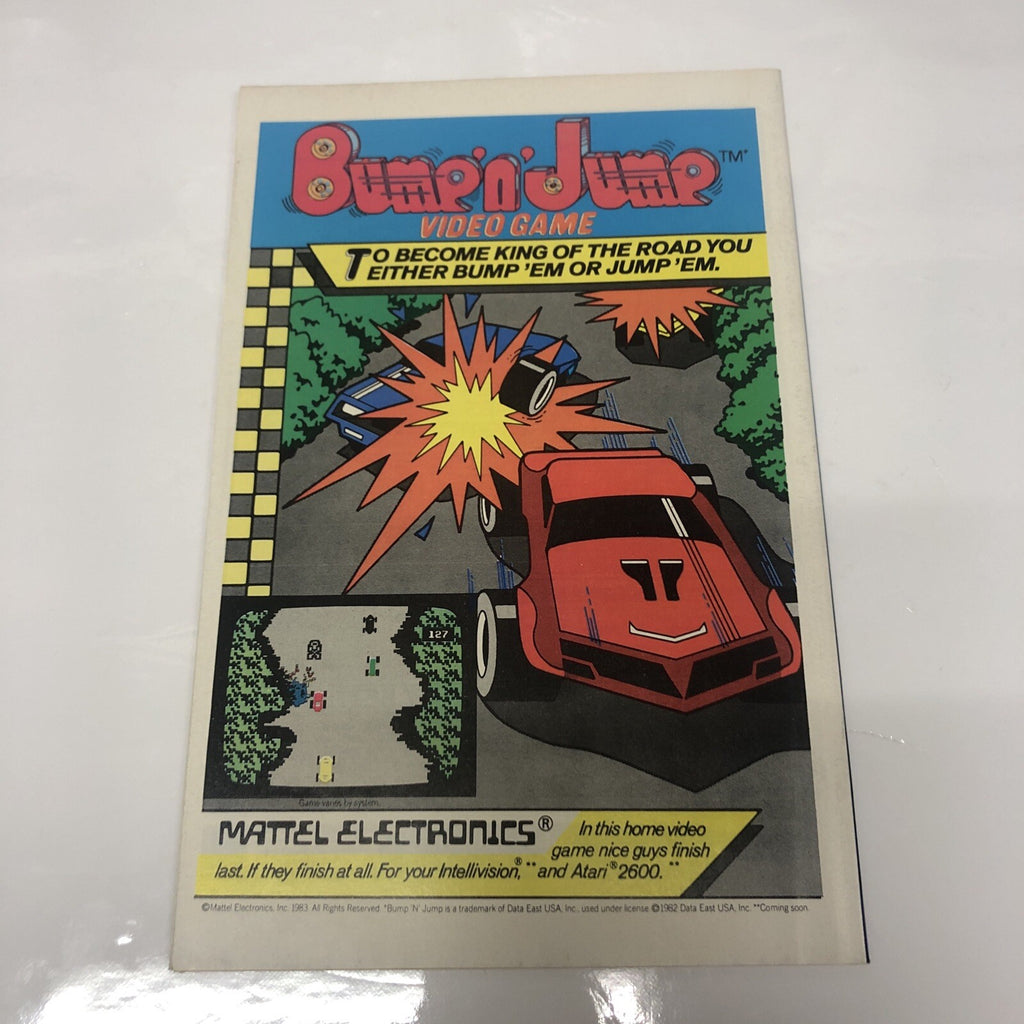 Bump 'n' Jump™*
VIDEO GAME
TO BECOME KING OF THE ROAD YOU
EITHER BUMP 'EM OR JUMP 'EM.
127
Game varies by system.
MATTEL ELECTRONICS®
In this home video
game nice guys finish
last. If they finish at all. For your Intellivision,®** and Atari® 2600.**
©Mattel Electronics, Inc. 1983. All Rights Reserved. *Bump 'N' Jump is a trademark of Data East USA, Inc., used under license ©1982 Data East USA, Inc. **Coming soon.